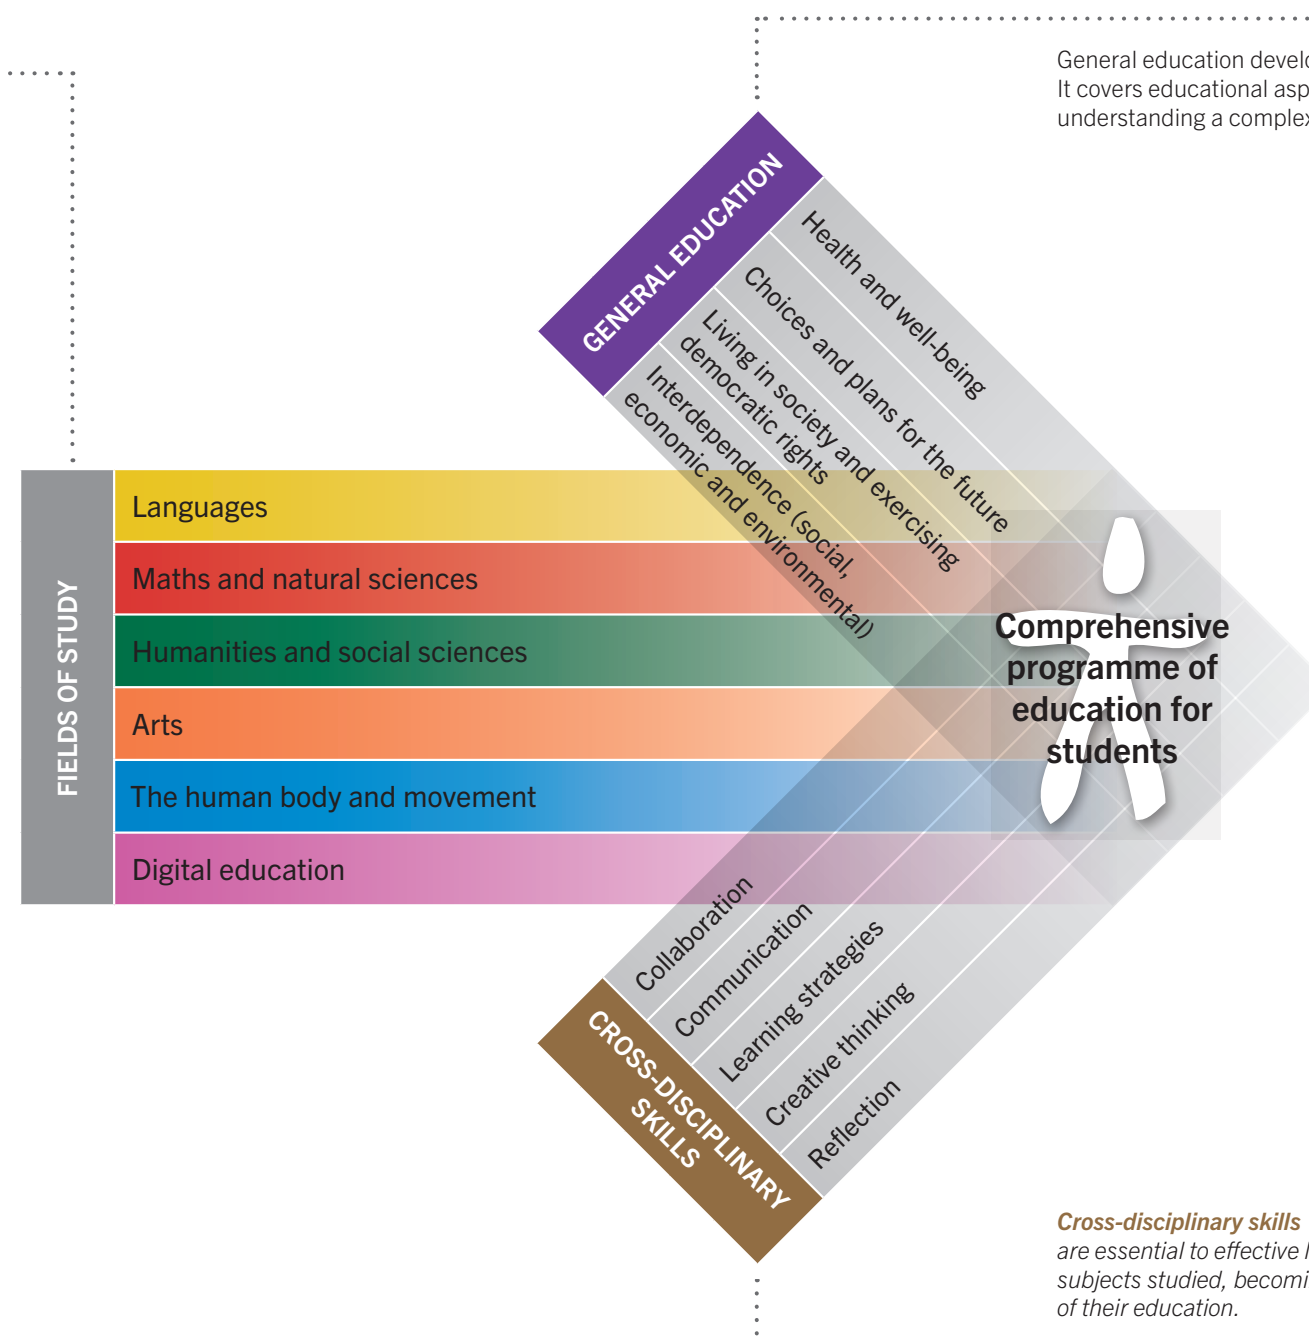 General education
It covers educational
understanding a complex
GENERAL EDUCATION
Health and well-being
Choices and plans for the future
Living in society and exercising
democratic rights
Interdependence (social,
economic and environmental)
FIELDS OF STUDY
Languages
Maths and natural sciences
Humanities and social sciences
Arts
The human body and movement
Digital education
Comprehensive
programme of
education for
students
Collaboration
Communication
Learning strategies
Creative thinking
Reflection
CROSS-DISCIPLINARY
SKILLS
Cross-disciplinary skills
are essential to effective
subjects studied,
of their education.